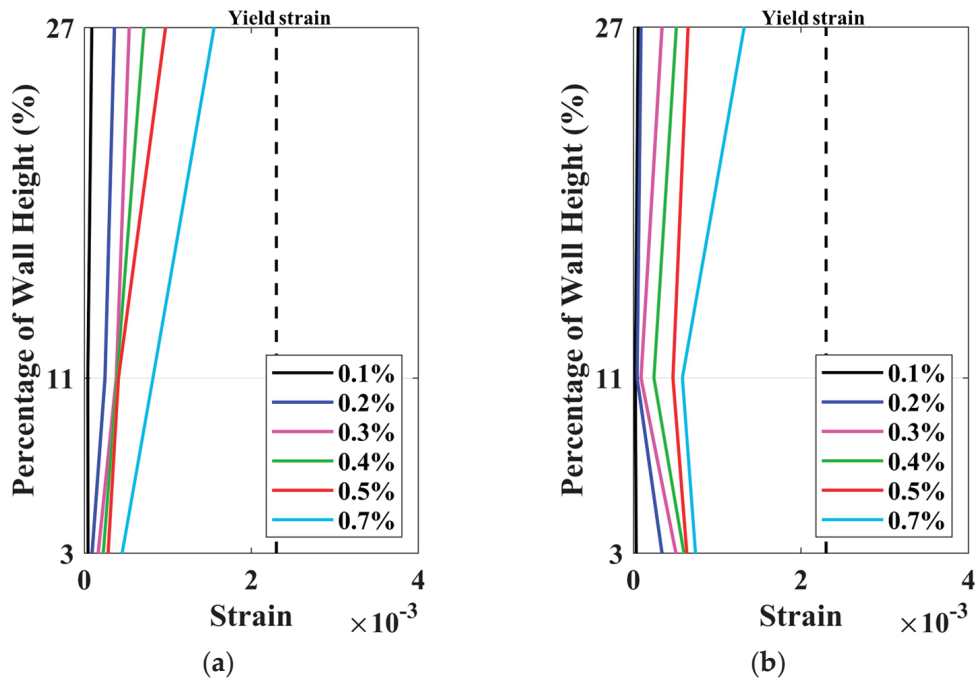 Yield strain
27
11
3
Percentage of Wall Height (%)
0.1%
0.2%
0.3%
0.4%
0.5%
0.7%
0 2 4
Strain ×10-3
(a)
Yield strain
27
11
3
Percentage of Wall Height (%)
0.1%
0.2%
0.3%
0.4%
0.5%
0.7%
0 2 4
Strain ×10-3
(b)